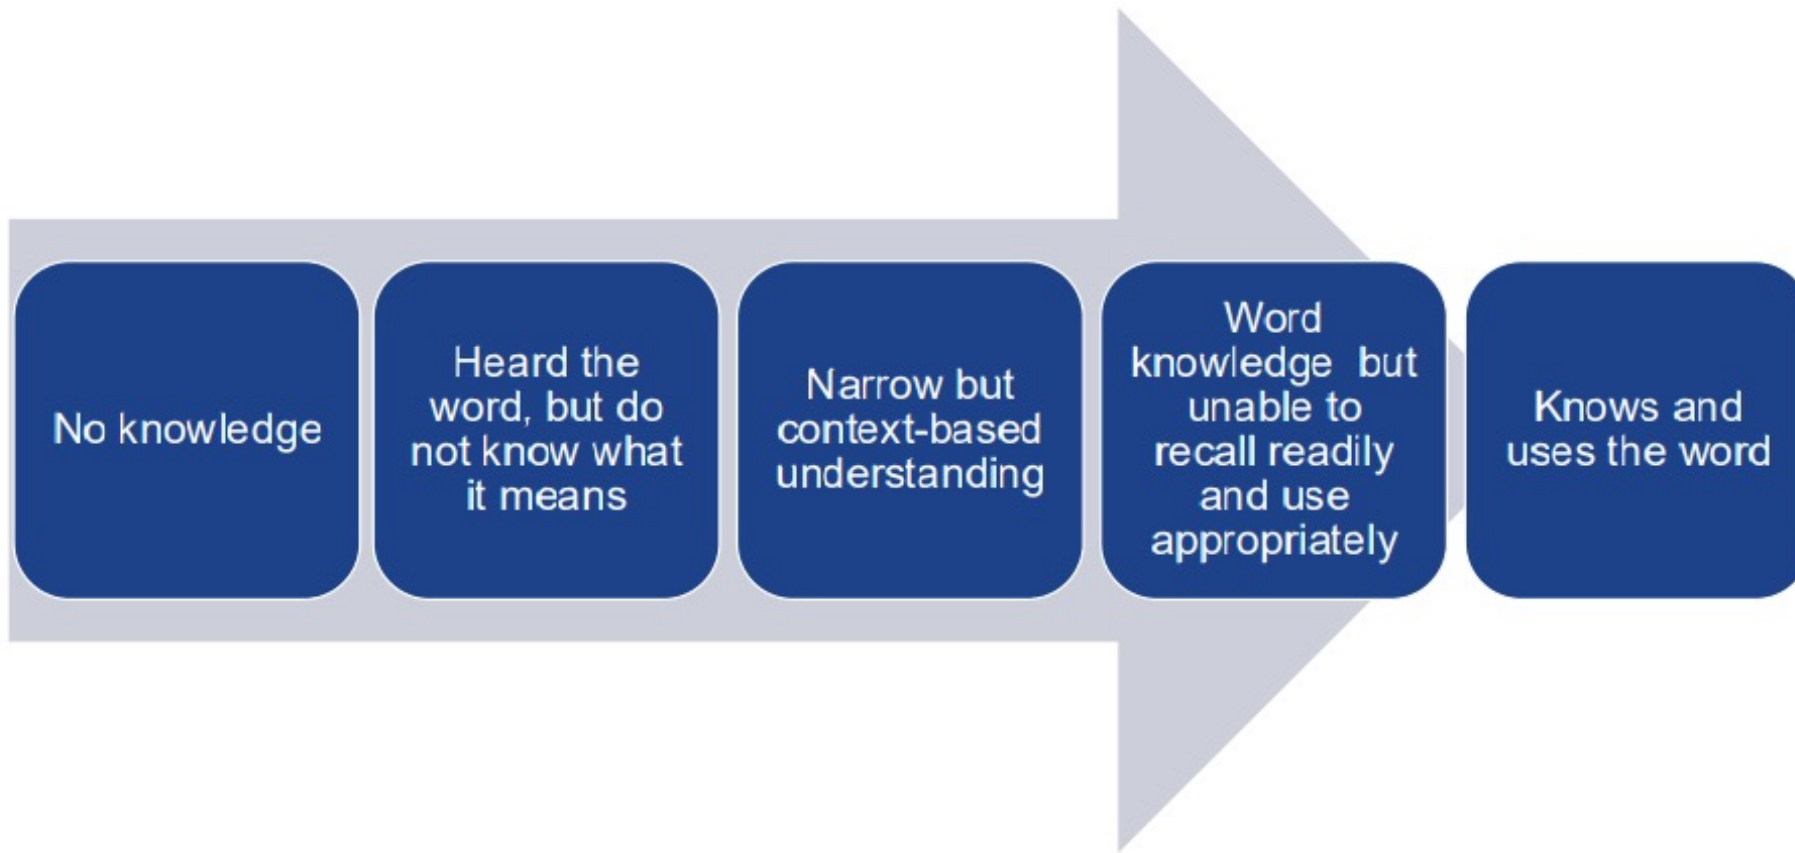 No knowledge
Heard the
word, but do
not know what
it means
Narrow but
context-based
understanding
Word
knowledge  but
unable to
recall readily
and use
appropriately
Knows and
uses the word